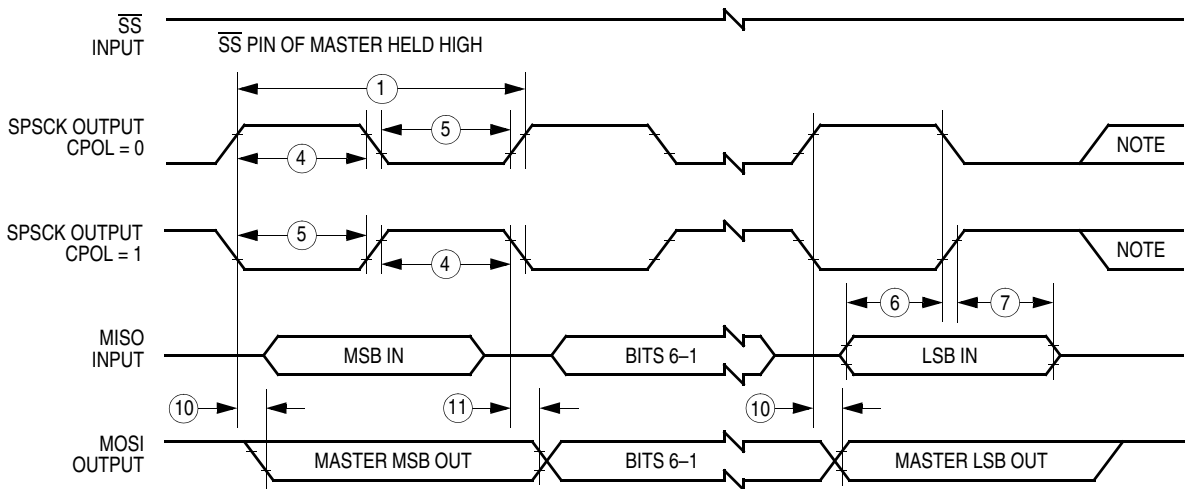 SS
INPUT
SS PIN OF MASTER HELD HIGH
1
SPSCK OUTPUT
CPOL = 0
5
4
NOTE
SPSCK OUTPUT
CPOL = 1
5
4
NOTE
6
7
MISO
INPUT
MSB IN
BITS 6–1
LSB IN
10
11
10
MOSI
OUTPUT
MASTER MSB OUT
BITS 6–1
MASTER LSB OUT